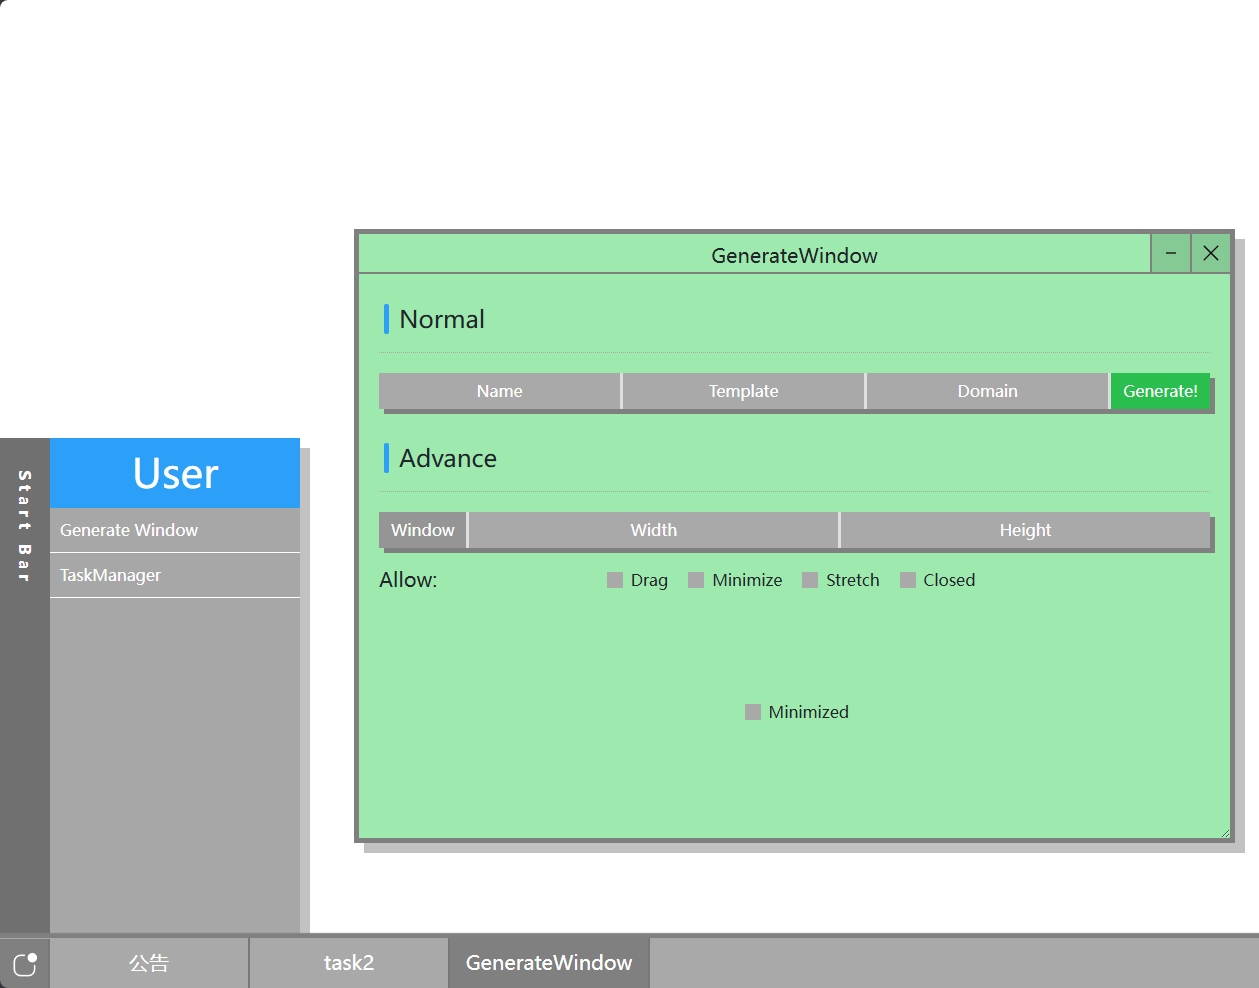 GenerateWindow
Normal
Name Template Domain Generate!
Advance
Window Width Height
Allow: Drag Minimize Stretch Closed
Minimized
Start Bar
User
Generate Window
TaskManager
公告 task2 GenerateWindow